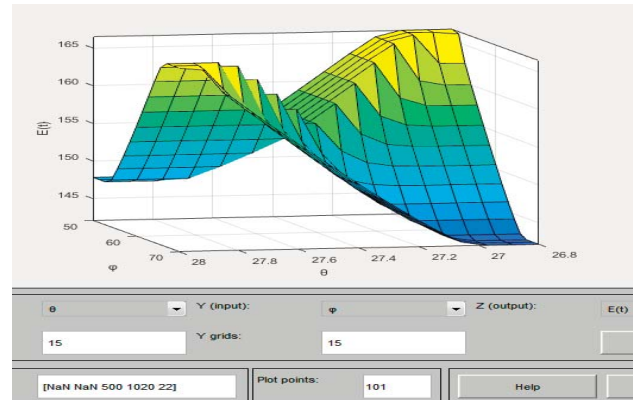 165
160
155
150
145
E(t)
50
60
70
φ
28
27.8
27.6
27.4
27.2
27
26.8
θ
θ
Y (input):
φ
Z (output):
E(t)
15
Y grids:
15
[NaN NaN 500 1020 22]
Plot points:
101
Help